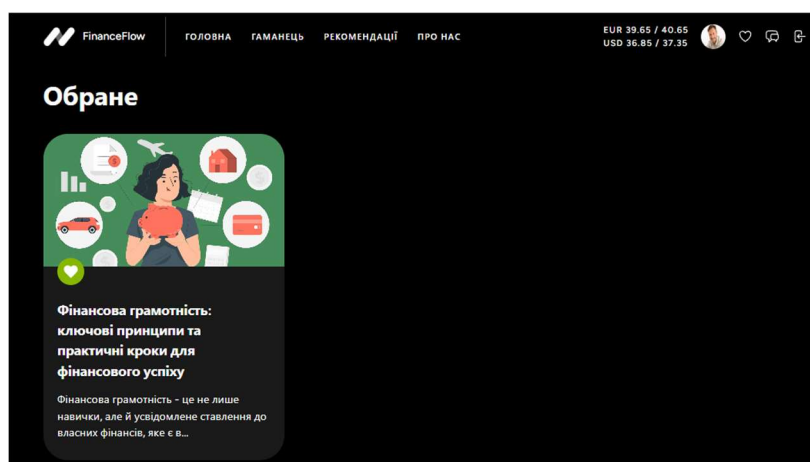 FinanceFlow
ГОЛОВНА ГАМАНЕЦЬ РЕКОМЕНДАЦІЇ ПРО НАС
EUR 39.65 / 40.65
USD 36.85 / 37.35
Обране
Фінансова грамотність:
ключові принципи та
практичні кроки для
фінансового успіху
Фінансова грамотність - це не лише
навички, але й усвідомлене ставлення до
власних фінансів, яке є в...